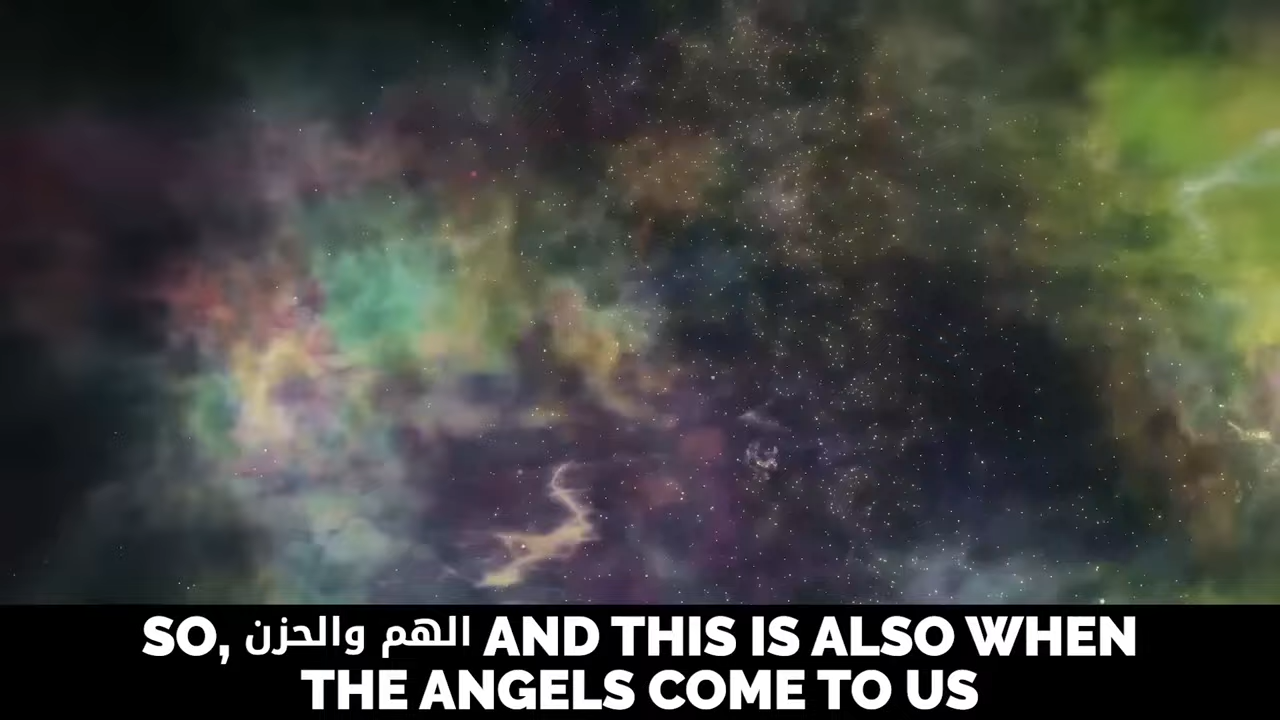 SO, الهم والحزن AND THIS IS ALSO WHEN
THE ANGELS COME TO US